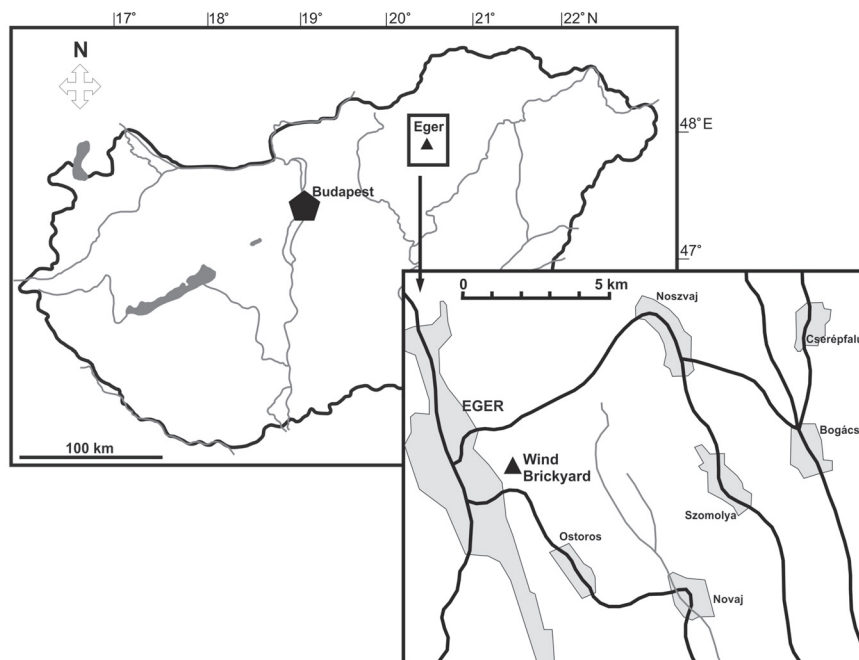 17° 18° 19° 20° 21° 22°N
N
Eger
48°E
Budapest
47°
100 km
0 5 km
Noszvaj
Cserépfalu
EGER
Bogács
Wind
Brickyard
Szomolya
Ostoros
Novaj